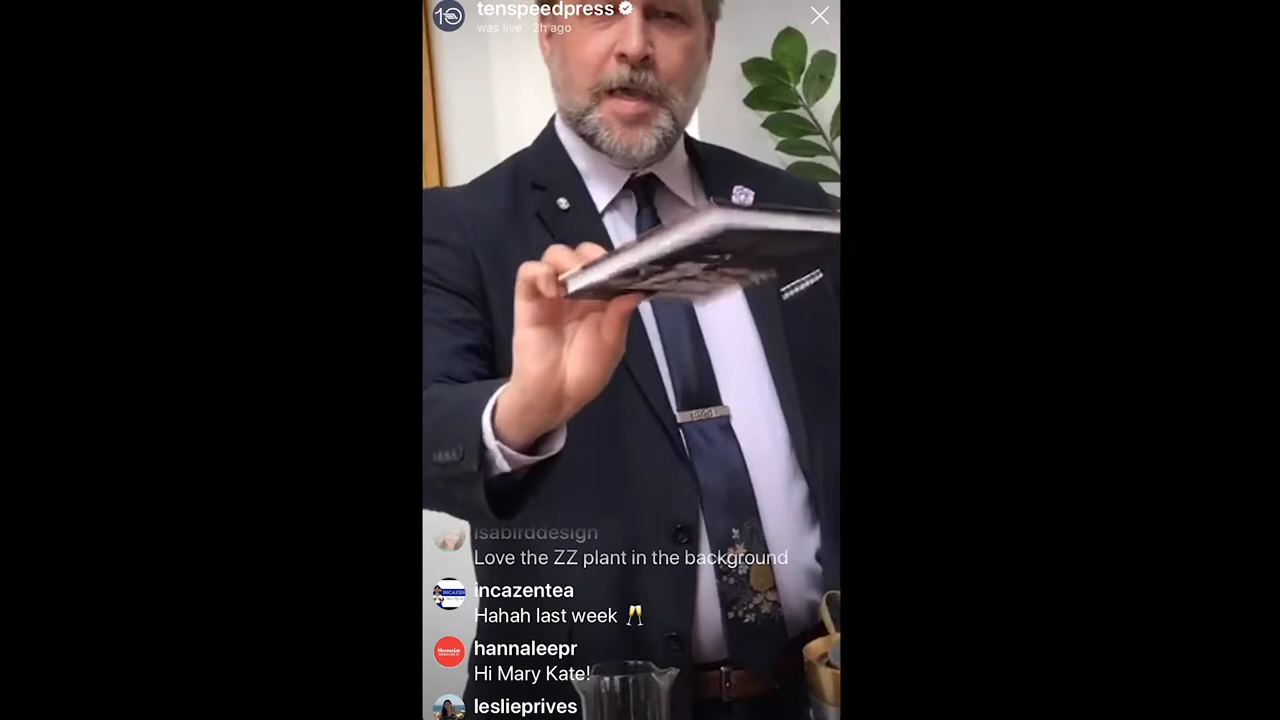 tenspeedpress
was live 2h ago
isabirddesign
Love the ZZ plant in the background
incazentea
Hahah last week 🥂
hannaleepr
Hi Mary Kate!
leslieprives